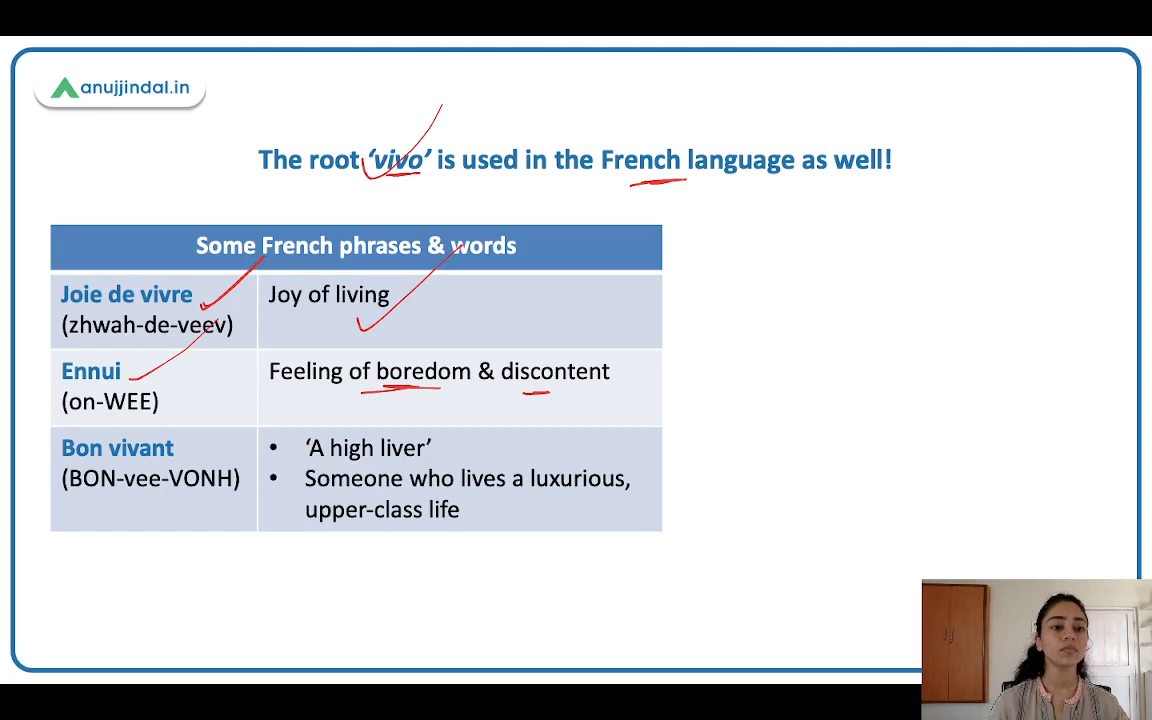 anujjindal.in
The root ‘vivo’ is used in the French language as well!
Some French phrases & words
Joie de vivre
(zhwah-de-veev)
Joy of living
Ennui
(on-WEE)
Feeling of boredom & discontent
Bon vivant
(BON-vee-VONH)
• ‘A high liver’
• Someone who lives a luxurious,
upper-class life